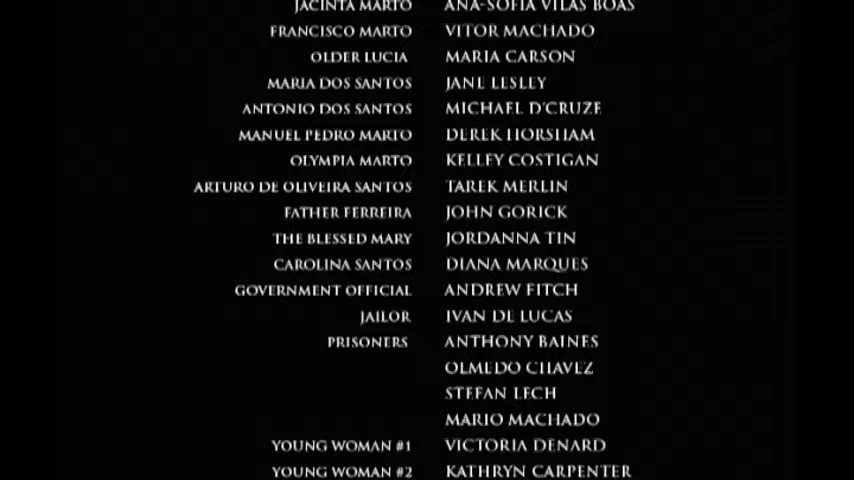 JACINTA MARTO ANA-SOFIA VILAS BOAS
FRANCISCO MARTO VITOR MACHADO
OLDER LUCIA MARIA CARSON
MARIA DOS SANTOS JANE LESLEY
ANTONIO DOS SANTOS MICHAEL D'CRUZE
MANUEL PEDRO MARTO DEREK HORSHAM
OLYMPIA MARTO KELLEY COSTIGAN
ARTURO DE OLIVEIRA SANTOS TAREK MERLIN
FATHER FERREIRA JOHN GORICK
THE BLESSED MARY JORDANNA TIN
CAROLINA SANTOS DIANA MARQUES
GOVERNMENT OFFICIAL ANDREW FITCH
JAILOR IVAN DE LUCAS
PRISONERS ANTHONY BAINES
OLMEDO CHAVEZ
STEFAN LECH
MARIO MACHADO
YOUNG WOMAN #1 VICTORIA DENARD
YOUNG WOMAN #2 KATHRYN CARPENTER